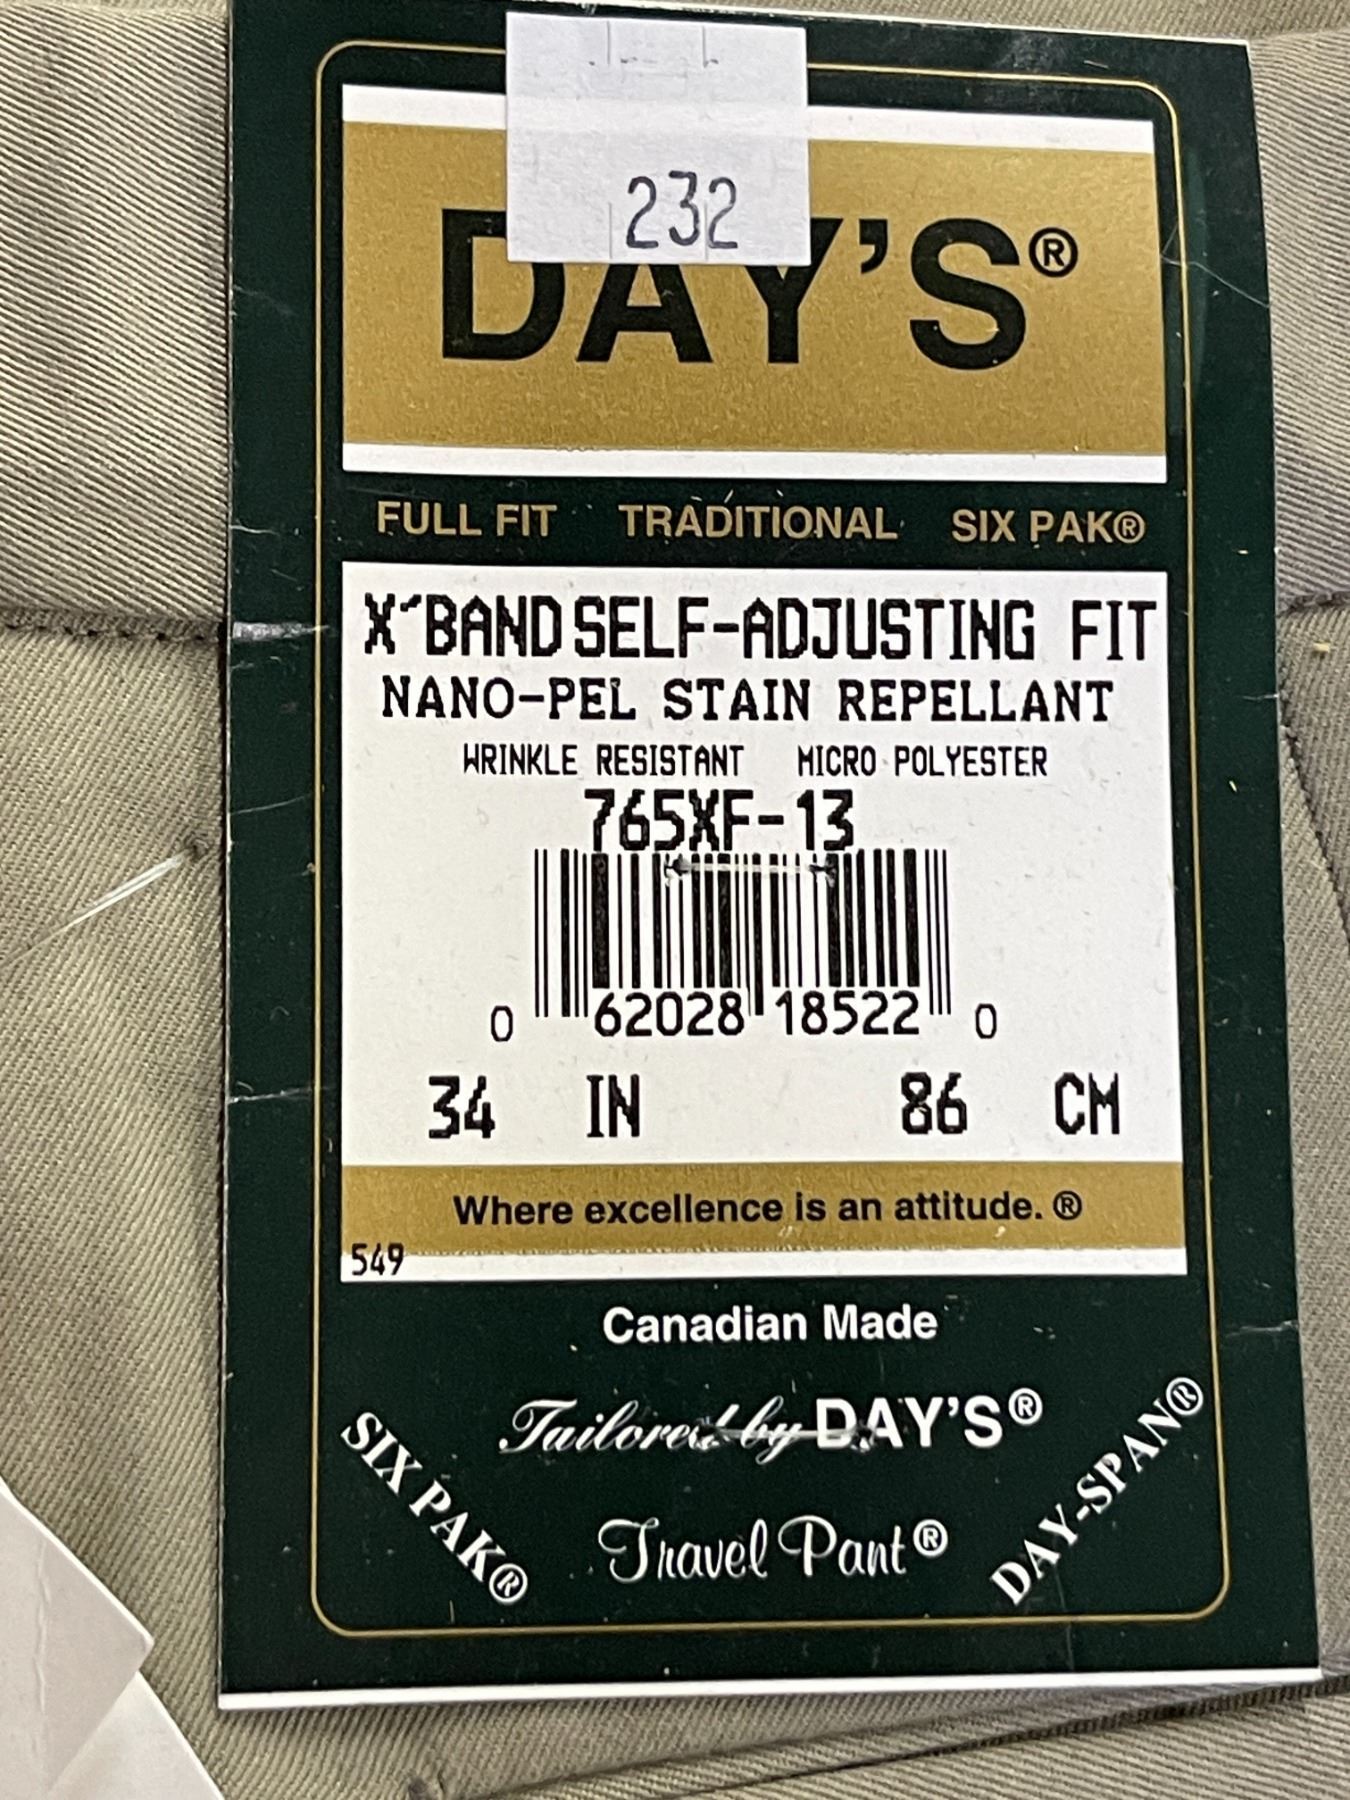 232
DAY'S®
FULL FIT TRADITIONAL SIX PAK®
X´BAND SELF-ADJUSTING FIT
NANO-PEL STAIN REPELLANT
WRINKLE RESISTANT MICRO POLYESTER
765XF-13
0 62028 18522 0
34 IN 86 CM
Where excellence is an attitude. ®
549
Canadian Made
Tailored by DAY'S®
SIX PAK®
Travel Pant®
DAY-SPAN®